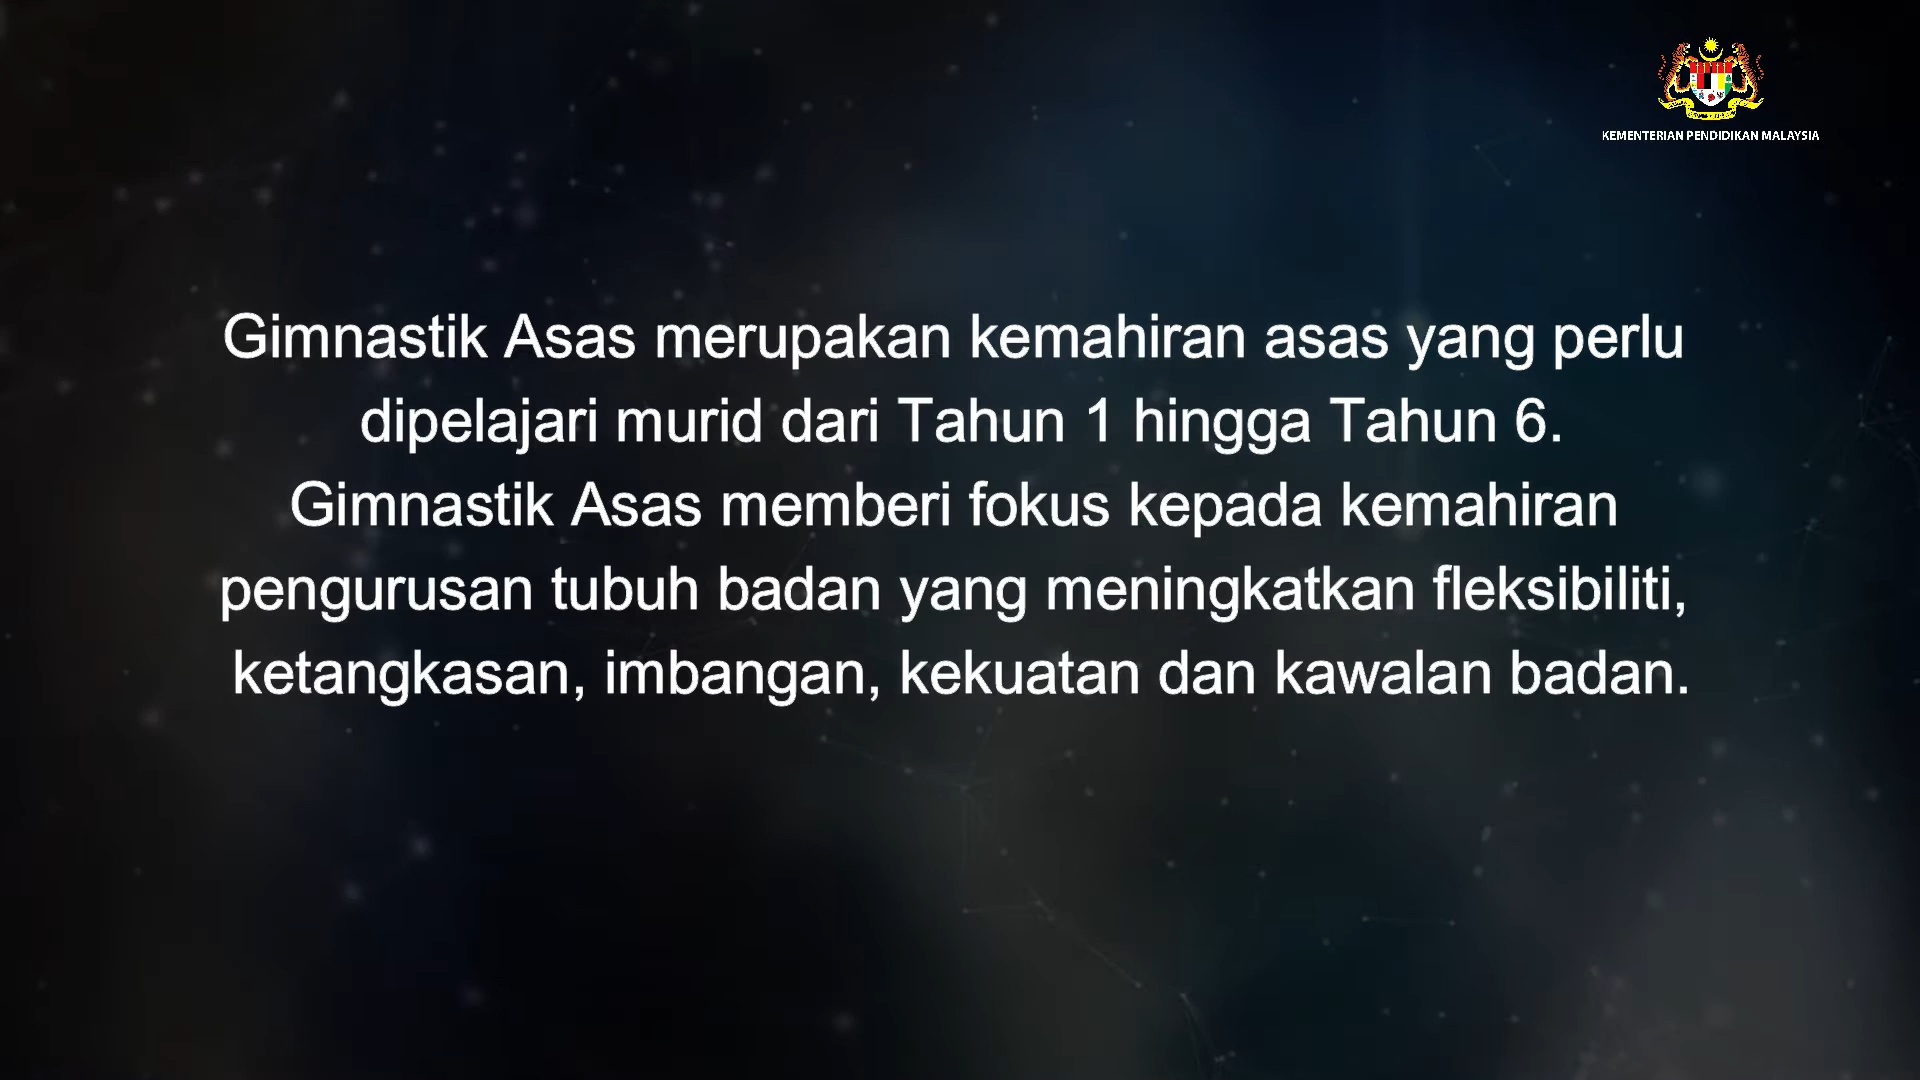 KEMENTERIAN PENDIDIKAN MALAYSIA
Gimnastik Asas merupakan kemahiran asas yang perlu
dipelajari murid dari Tahun 1 hingga Tahun 6.
Gimnastik Asas memberi fokus kepada kemahiran
pengurusan tubuh badan yang meningkatkan fleksibiliti,
ketangkasan, imbangan, kekuatan dan kawalan badan.